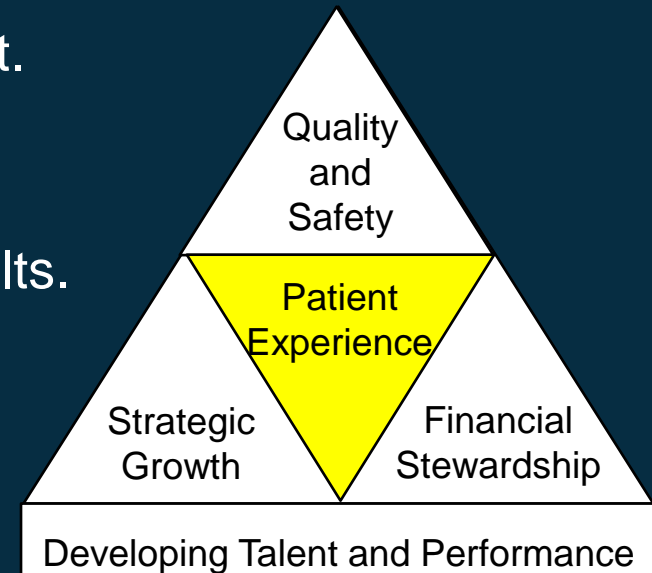 t.
Quality
and
Safety
lts.
Patient
Experience
Strategic
Growth
Financial
Stewardship
Developing Talent and Performance